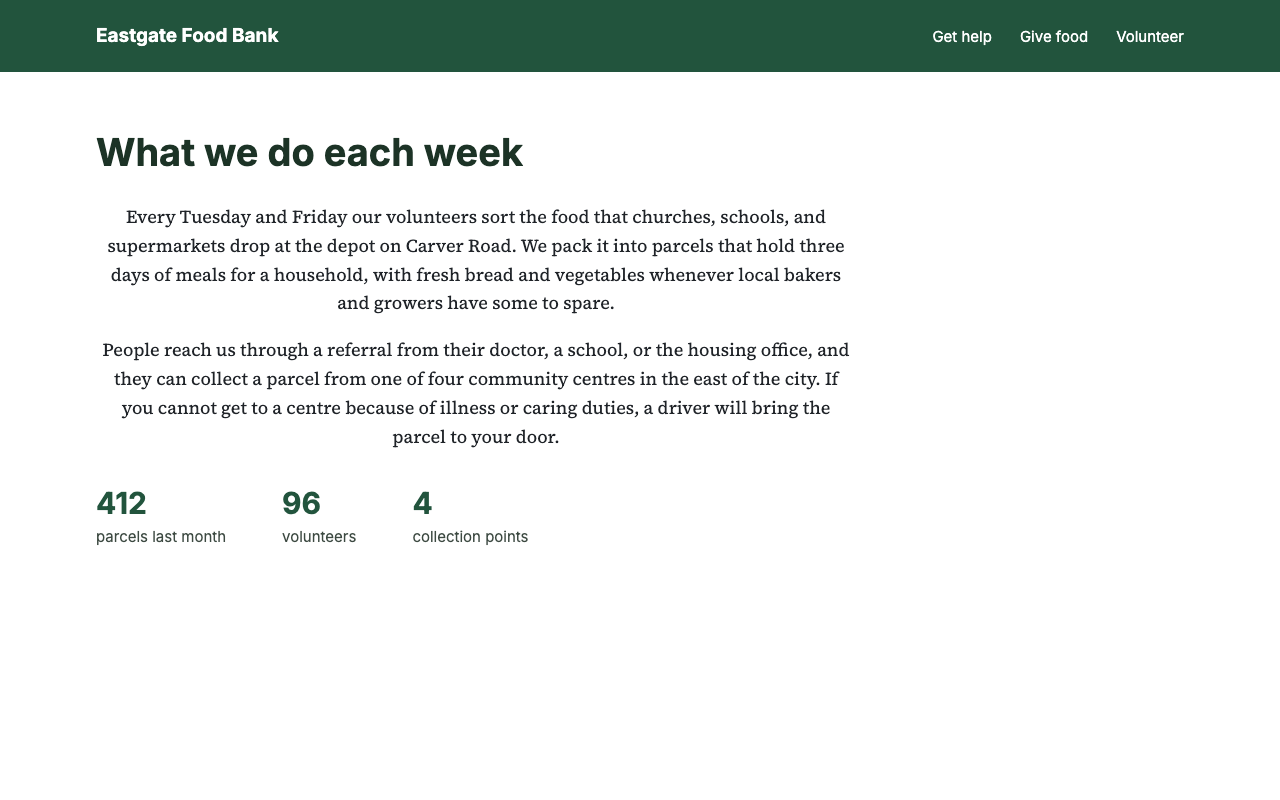 Eastgate Food Bank
Get help
Give food
Volunteer
What we do each week
Every Tuesday and Friday our volunteers sort the food that churches, schools, and
supermarkets drop at the depot on Carver Road. We pack it into parcels that hold three
days of meals for a household, with fresh bread and vegetables whenever local bakers
and growers have some to spare.
People reach us through a referral from their doctor, a school, or the housing office, and
they can collect a parcel from one of four community centres in the east of the city. If
you cannot get to a centre because of illness or caring duties, a driver will bring the
parcel to your door.
412
parcels last month
96
volunteers
4
collection points